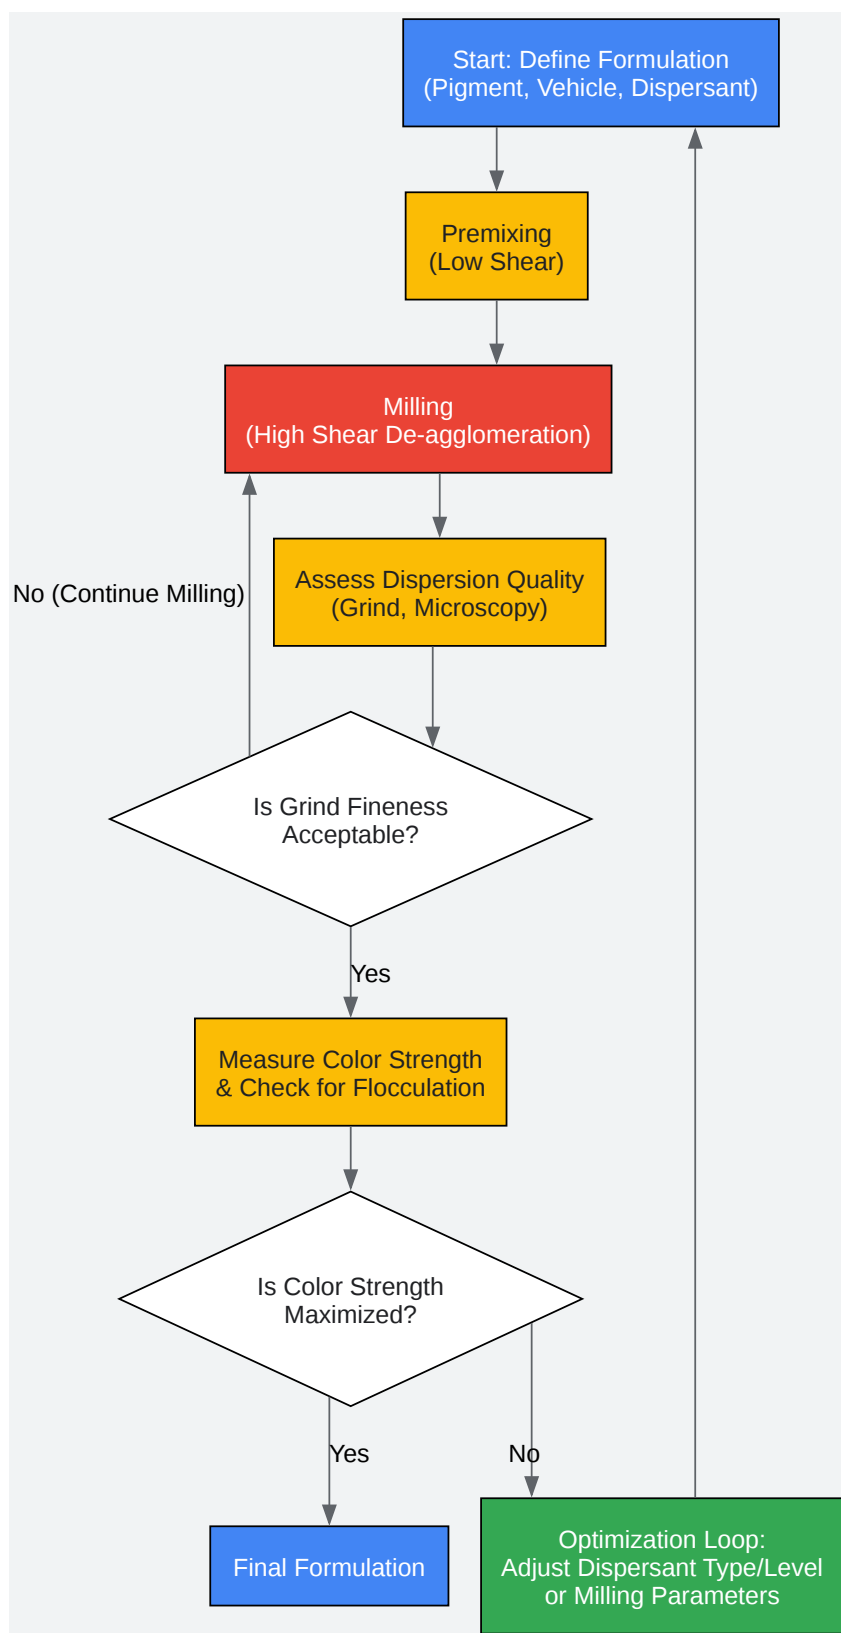 Start: Define Formulation
(Pigment, Vehicle, Dispersant)
Premixing
(Low Shear)
Milling
(High Shear De-agglomeration)
No (Continue Milling)
Assess Dispersion Quality
(Grind, Microscopy)
Is Grind Fineness
Acceptable?
Yes
Measure Color Strength
& Check for Flocculation
Is Color Strength
Maximized?
Yes
No
Final Formulation
Optimization Loop:
Adjust Dispersant Type/Level
or Milling Parameters